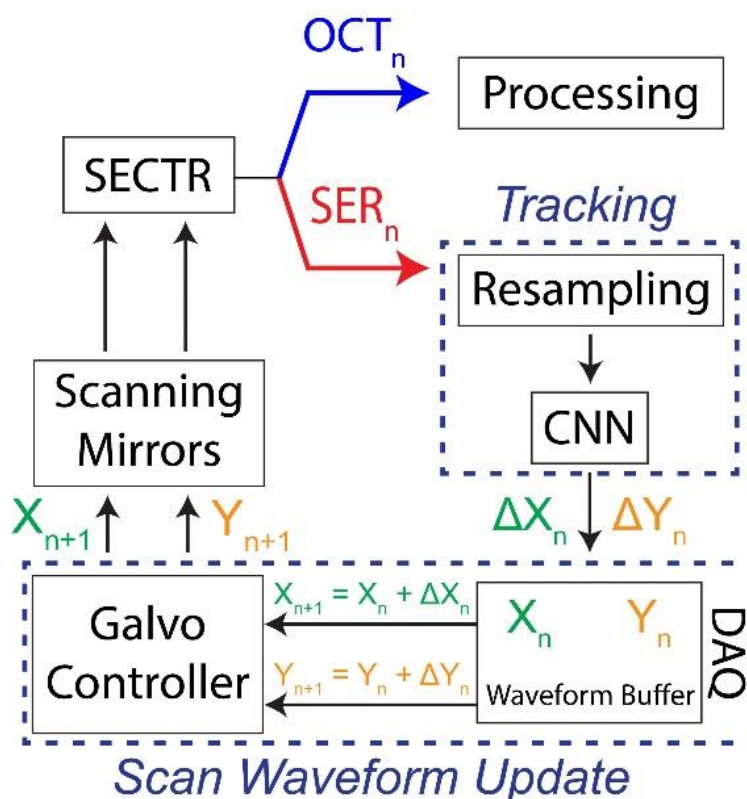 OCTₙ
Processing
SECTR
SERₙ
Tracking
Resampling
Scanning
Mirrors
CNN
Xₙ₊₁ Yₙ₊₁
ΔXₙ ΔYₙ
Galvo
Controller
Xₙ₊₁ = Xₙ + ΔXₙ
Yₙ₊₁ = Yₙ + ΔYₙ
Xₙ Yₙ
Waveform Buffer
DAQ
Scan Waveform Update